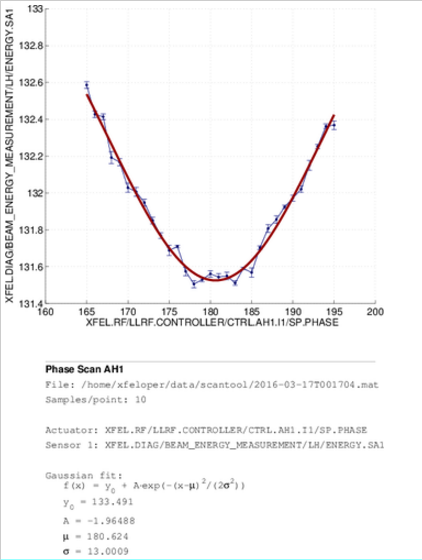 133
132.8
132.6
132.4
132.2
132
131.8
131.6
131.4
160
165
170
175
180
185
190
195
200
XFEL.DIAG/BEAM_ENERGY_MEASUREMENT/LH/ENERGY.SA1
XFEL.RF/LLRF.CONTROLLER/CTRL.AH1.I1/SP.PHASE
Phase Scan AH1
File: /home/xfeloper/data/scantool/2016-03-17T001704.mat
Samples/point: 10
Actuator: XFEL.RF/LLRF.CONTROLLER/CTRL.AH1.I1/SP.PHASE
Sensor 1: XFEL.DIAG/BEAM_ENERGY_MEASUREMENT/LH/ENERGY.SA1
Gaussian fit:
f(x) = y₀ + A·exp(−(x−μ)²/(2σ²))
y₀ = 133.491
A = −1.96488
μ = 180.624
σ = 13.0009